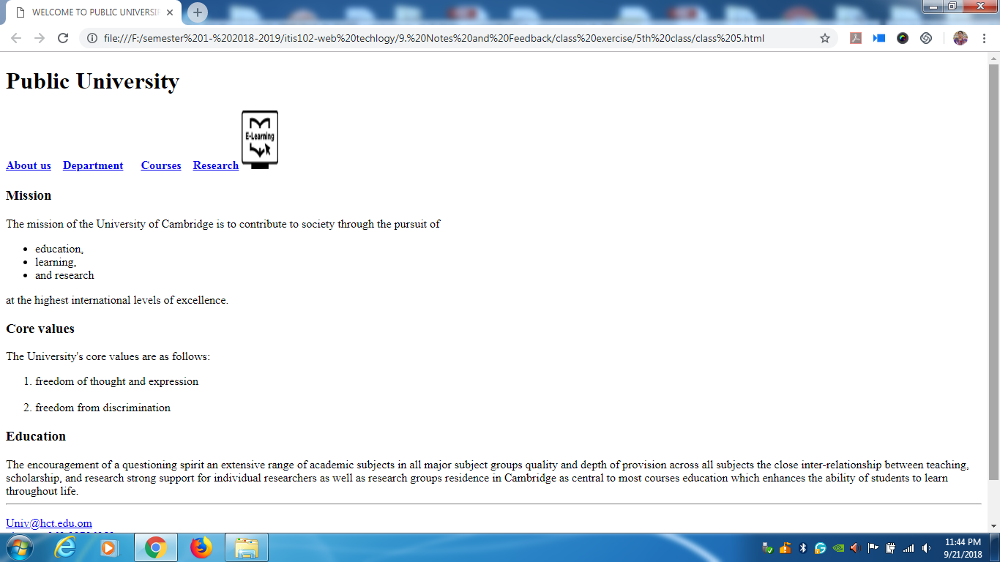 WELCOME TO PUBLIC UNIVERSI
file:///F:/semester%201-%202018-2019/itis102-web%20techlogy/9.%20Notes%20and%20Feedback/class%20exercise/5th%20class/class%205.html
Public University
E-Learning
About us Department Courses Research
Mission
The mission of the University of Cambridge is to contribute to society through the pursuit of
• education,
• learning,
• and research
at the highest international levels of excellence.
Core values
The University's core values are as follows:
1. freedom of thought and expression
2. freedom from discrimination
Education
The encouragement of a questioning spirit an extensive range of academic subjects in all major subject groups quality and depth of provision across all subjects the close inter-relationship between teaching,
scholarship, and research strong support for individual researchers as well as research groups residence in Cambridge as central to most courses education which enhances the ability of students to learn
throughout life.
Univ@hct.edu.om
11:44 PM
9/21/2018